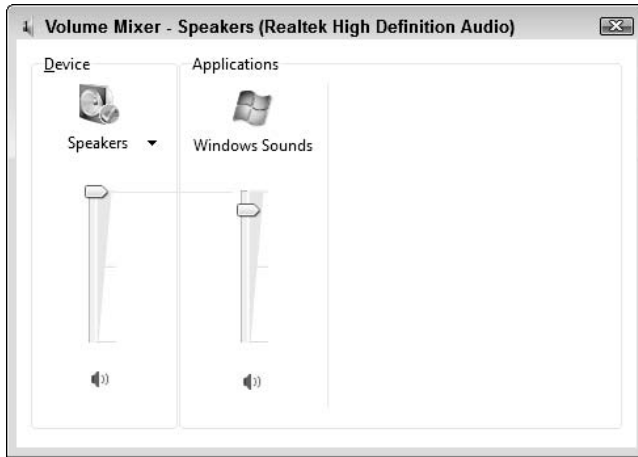 Volume Mixer - Speakers (Realtek High Definition Audio)
Device
Applications
Speakers
Windows Sounds